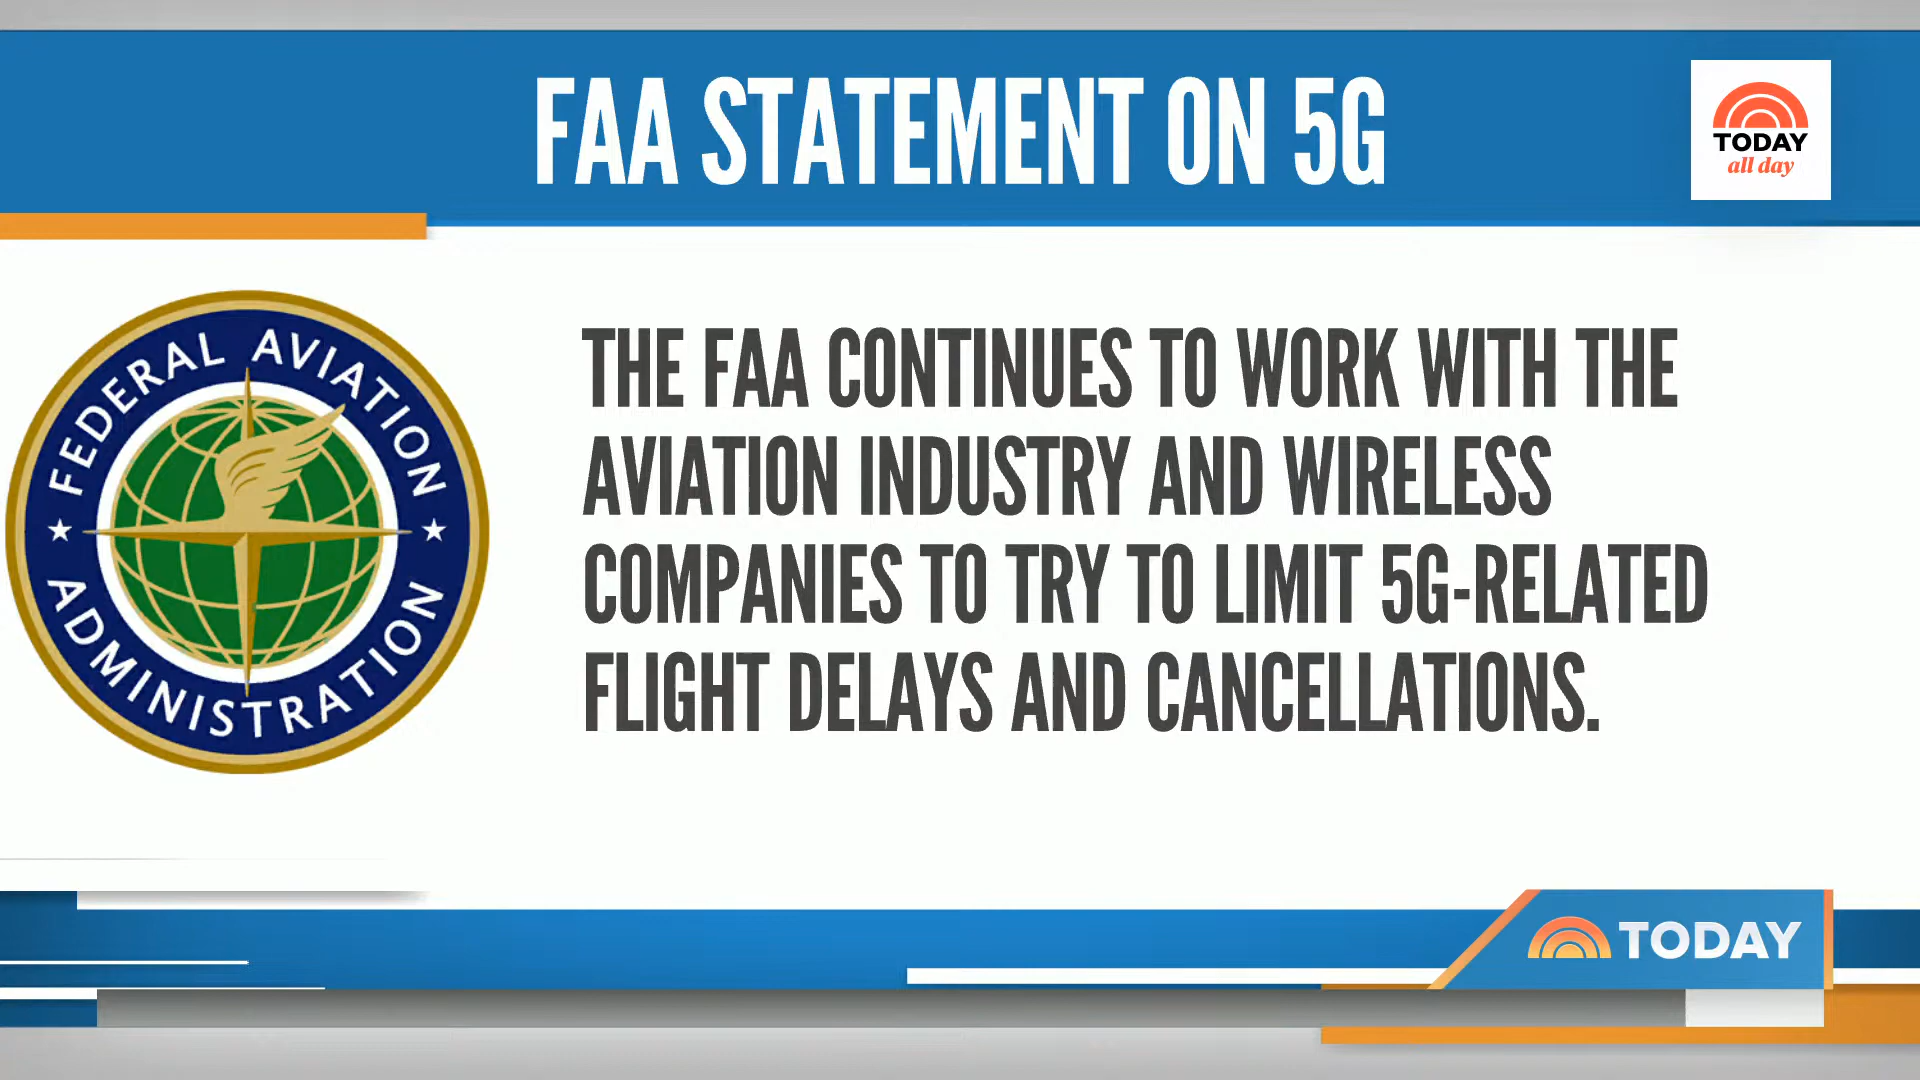 FAA STATEMENT ON 5G
TODAY
all day
FEDERAL AVIATION
ADMINISTRATION
THE FAA CONTINUES TO WORK WITH THE
AVIATION INDUSTRY AND WIRELESS
COMPANIES TO TRY TO LIMIT 5G-RELATED
FLIGHT DELAYS AND CANCELLATIONS.
TODAY